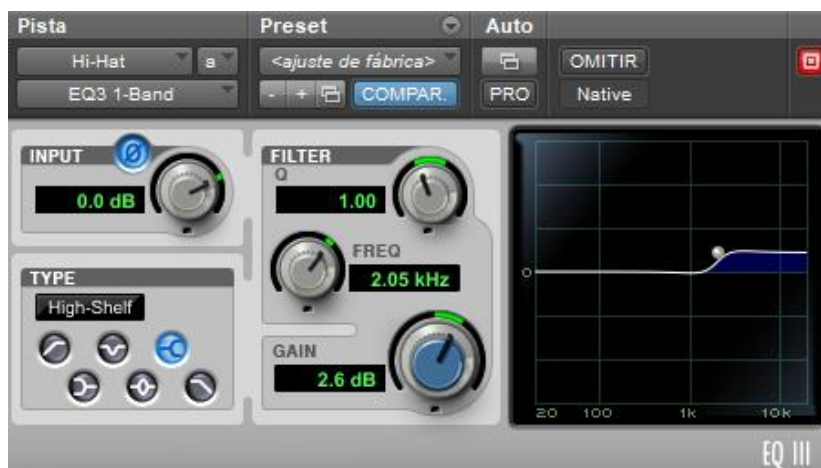 Pista Preset Auto
Hi-Hat a <ajuste de fábrica> OMITIR
EQ3 1-Band - + COMPAR. PRO Native
INPUT
0.0 dB
TYPE
High-Shelf
FILTER
Q
1.00
FREQ
2.05 kHz
GAIN
2.6 dB
0
20 100 1k 10k
EQ III